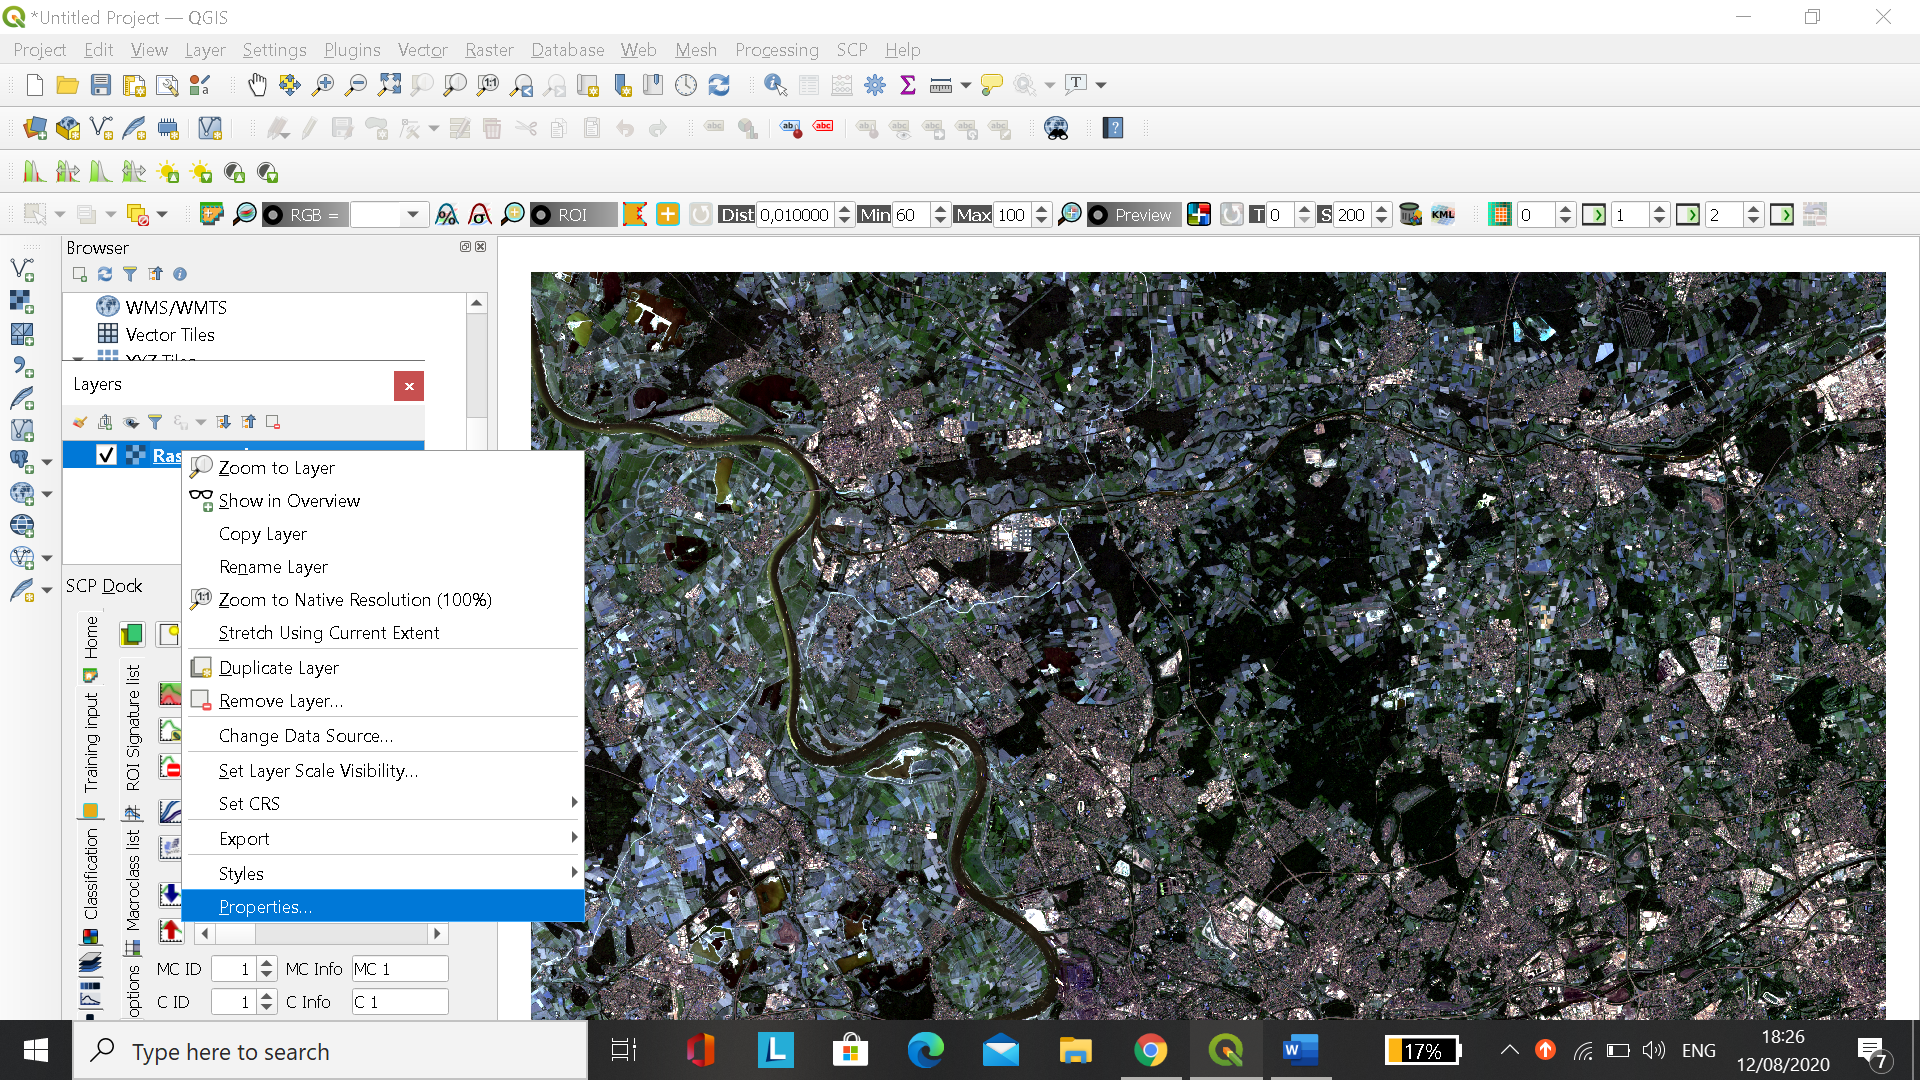 *Untitled Project — QGIS
Project Edit View Layer Settings Plugins Vector Raster Database Web Mesh Processing SCP Help
RGB = ROI Dist 0,010000 Min 60 Max 100 Preview T 0 S 200 KML 0 1 2
Browser
WMS/WMTS
Vector Tiles
XYZ Tiles
Layers
Ras
Zoom to Layer
Show in Overview
Copy Layer
Rename Layer
Zoom to Native Resolution (100%)
Stretch Using Current Extent
Duplicate Layer
Remove Layer...
Change Data Source...
Set Layer Scale Visibility...
Set CRS
Export
Styles
Properties...
SCP Dock
Home
Training input
Classification
ROI Signature list
Macroclass list
options
MC ID 1 MC Info MC 1
C ID 1 C Info C 1
Type here to search
17%
ENG
18:26
12/08/2020
7